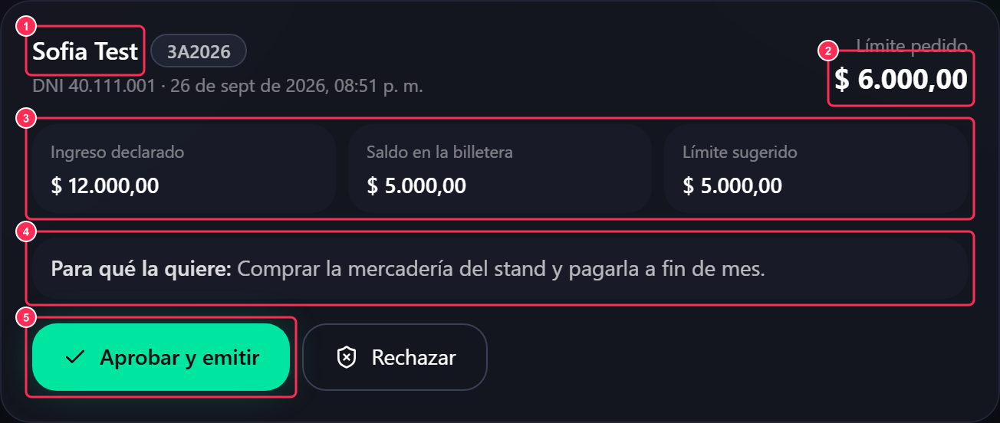 1
Sofia Test
3A2026
DNI 40.111.001 · 26 de sept de 2026, 08:51 p. m.
2
Límite pedido
$ 6.000,00
3
Ingreso declarado
$ 12.000,00
Saldo en la billetera
$ 5.000,00
Límite sugerido
$ 5.000,00
4
Para qué la quiere: Comprar la mercadería del stand y pagarla a fin de mes.
5
Aprobar y emitir
Rechazar